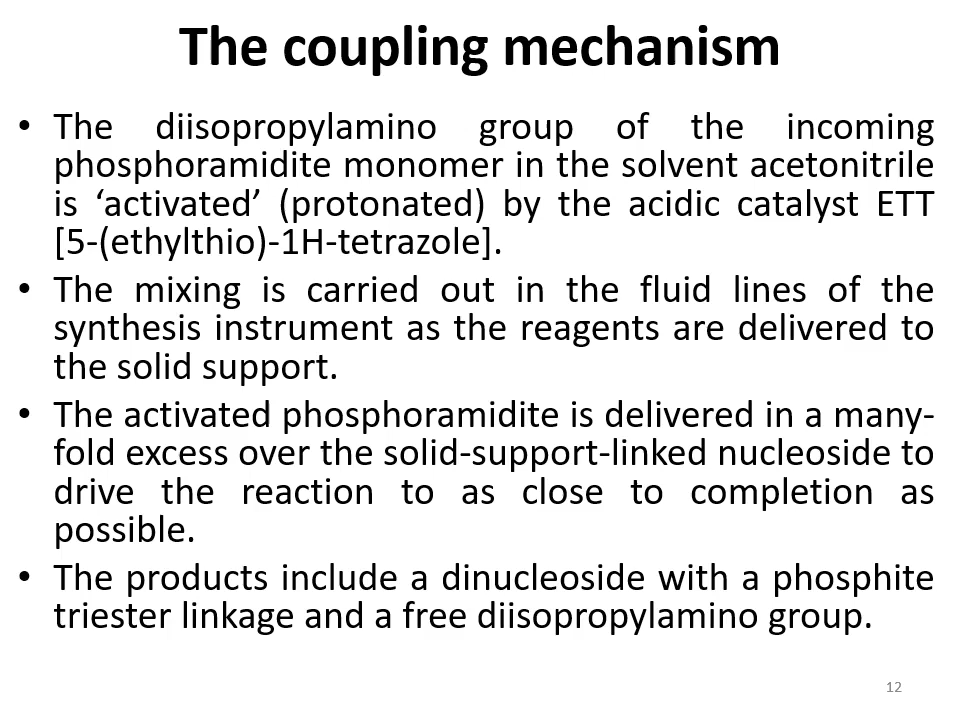 The coupling mechanism
• The diisopropylamino group of the incoming
phosphoramidite monomer in the solvent acetonitrile
is ‘activated’ (protonated) by the acidic catalyst ETT
[5-(ethylthio)-1H-tetrazole].
• The mixing is carried out in the fluid lines of the
synthesis instrument as the reagents are delivered to
the solid support.
• The activated phosphoramidite is delivered in a many-
fold excess over the solid-support-linked nucleoside to
drive the reaction to as close to completion as
possible.
• The products include a dinucleoside with a phosphite
triester linkage and a free diisopropylamino group.
12